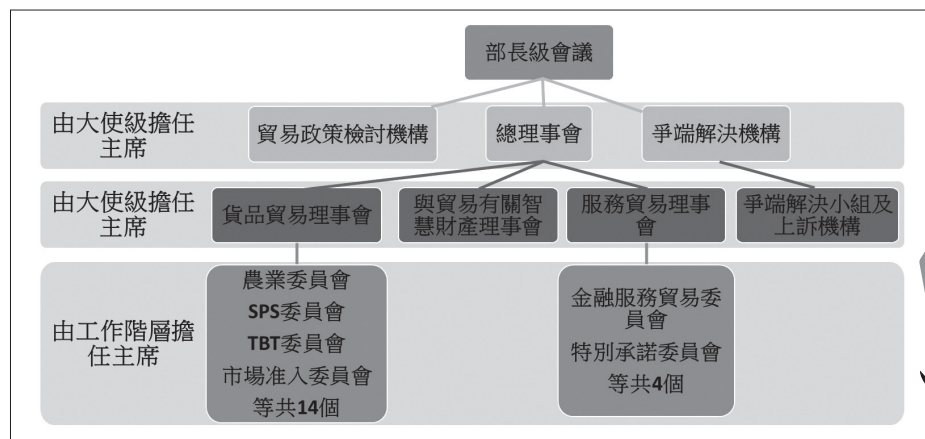 部長級會議
由大使級擔任
主席
貿易政策檢討機構
總理事會
爭端解決機構
由大使級擔任
主席
貨品貿易理事會
與貿易有關智
慧財產理事會
服務貿易理事
會
爭端解決小組及
上訴機構
由工作階層擔
任主席
農業委員會
SPS委員會
TBT委員會
市場准入委員會
等共14個
金融服務貿易委
員會
特別承諾委員會
等共4個